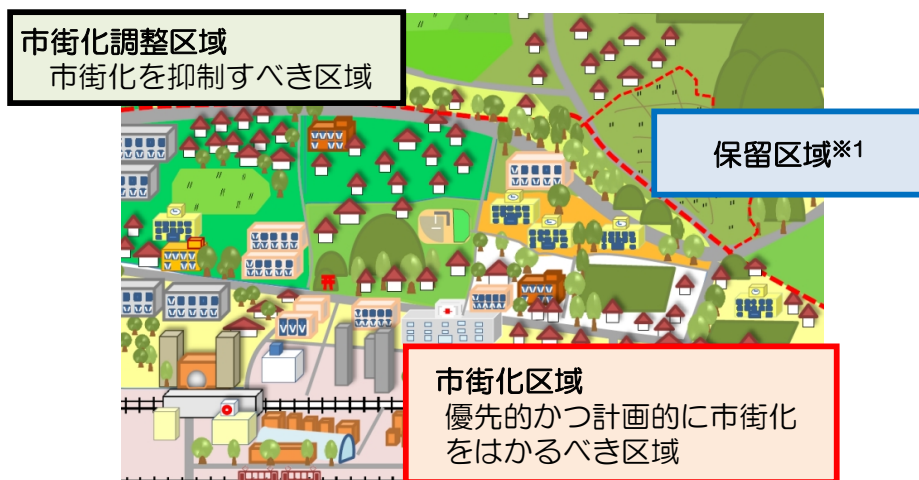 市街化調整区域
市街化を抑制すべき区域
保留区域※1
市街化区域
優先的かつ計画的に市街化
をはかるべき区域